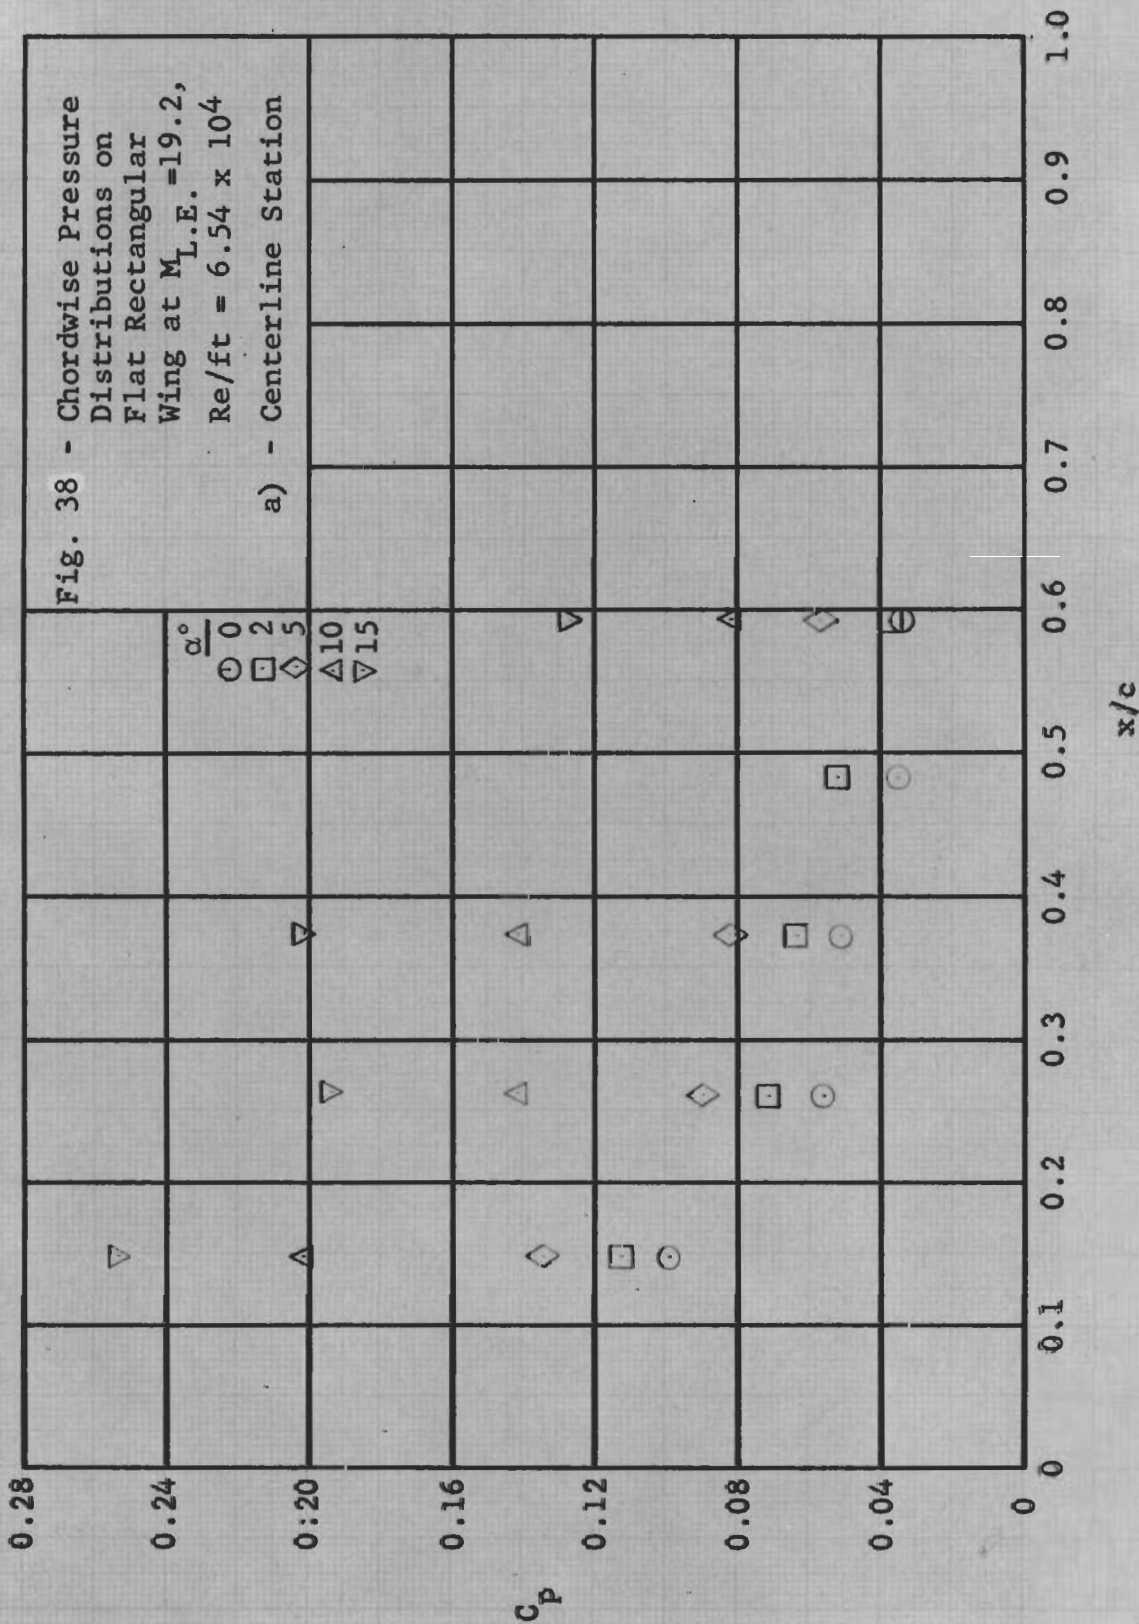 Fig. 38 - Chordwise Pressure
Distributions on
Flat Rectangular
Wing at M_L.E. =19.2,
Re/ft = 6.54 x 10⁴
a) - Centerline Station
α°
0
2
5
10
15
C_p
0.28
0.24
0.20
0.16
0.12
0.08
0.04
0
0
0.1
0.2
0.3
0.4
0.5
0.6
0.7
0.8
0.9
1.0
x/c